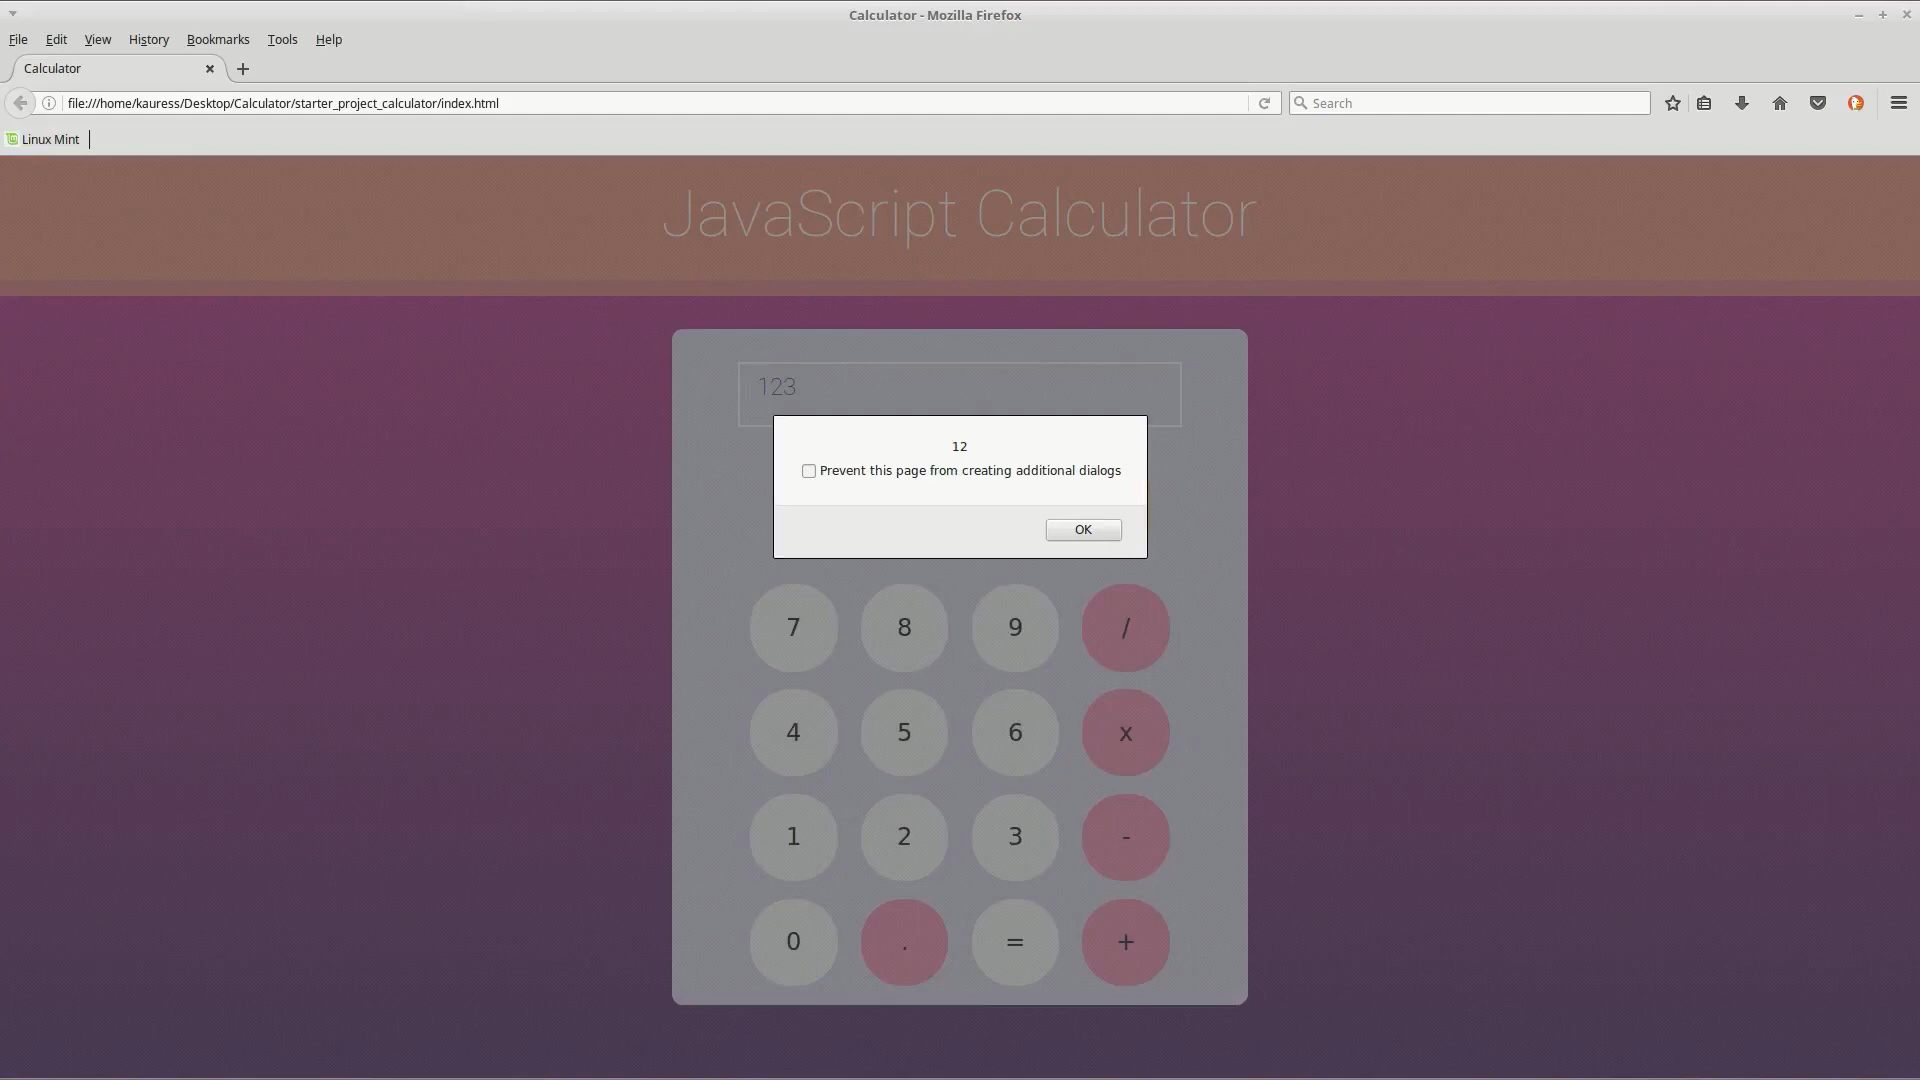 Calculator - Mozilla Firefox
File Edit View History Bookmarks Tools Help
Calculator
file:///home/kauress/Desktop/Calculator/starter_project_calculator/index.html
Search
Linux Mint
JavaScript Calculator
123
12
Prevent this page from creating additional dialogs
OK
7 8 9 /
4 5 6 x
1 2 3 -
0 . = +